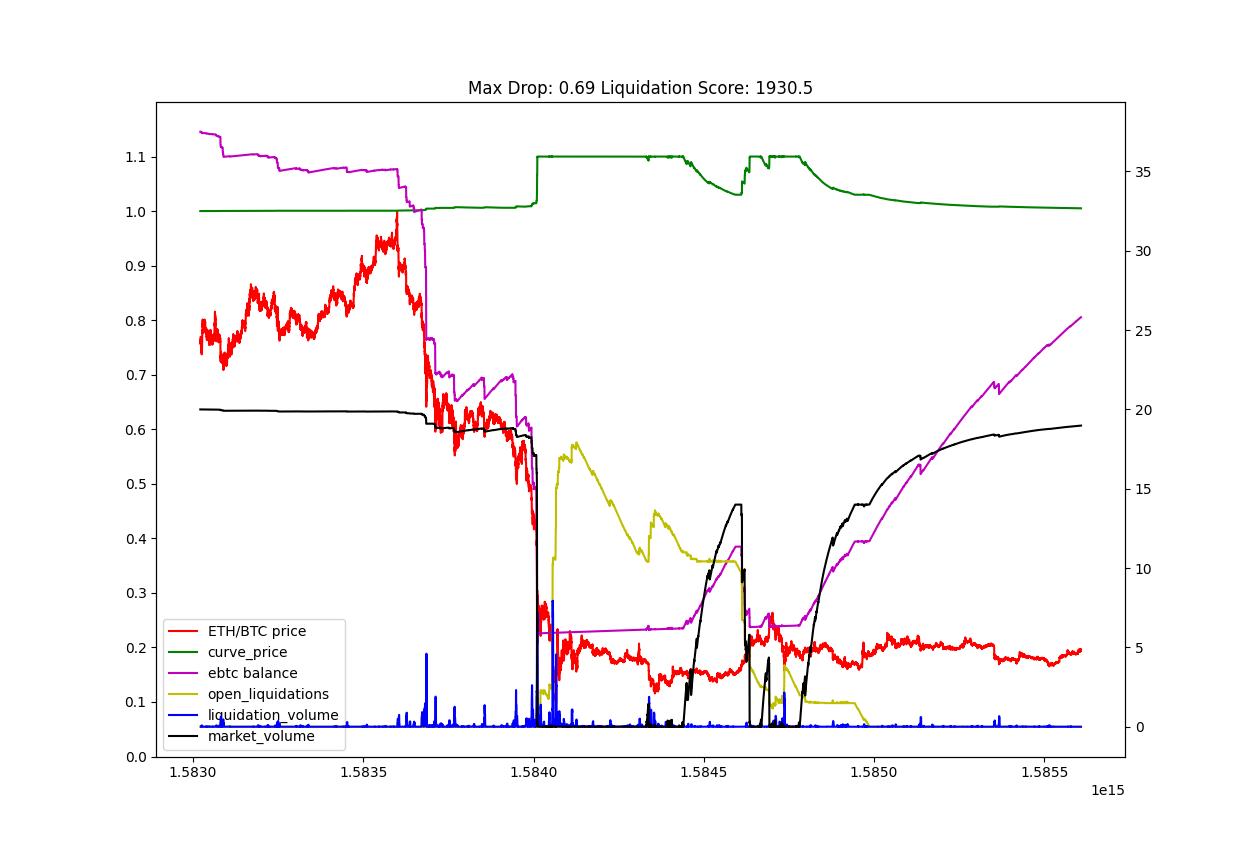 Max Drop: 0.69 Liquidation Score: 1930.5
1.1
1.0
0.9
0.8
0.7
0.6
0.5
0.4
0.3
0.2
0.1
0.0
35
30
25
20
15
10
5
0
ETH/BTC price
curve_price
ebtc balance
open_liquidations
liquidation_volume
market_volume
1.5830 1.5835 1.5840 1.5845 1.5850 1.5855
1e15